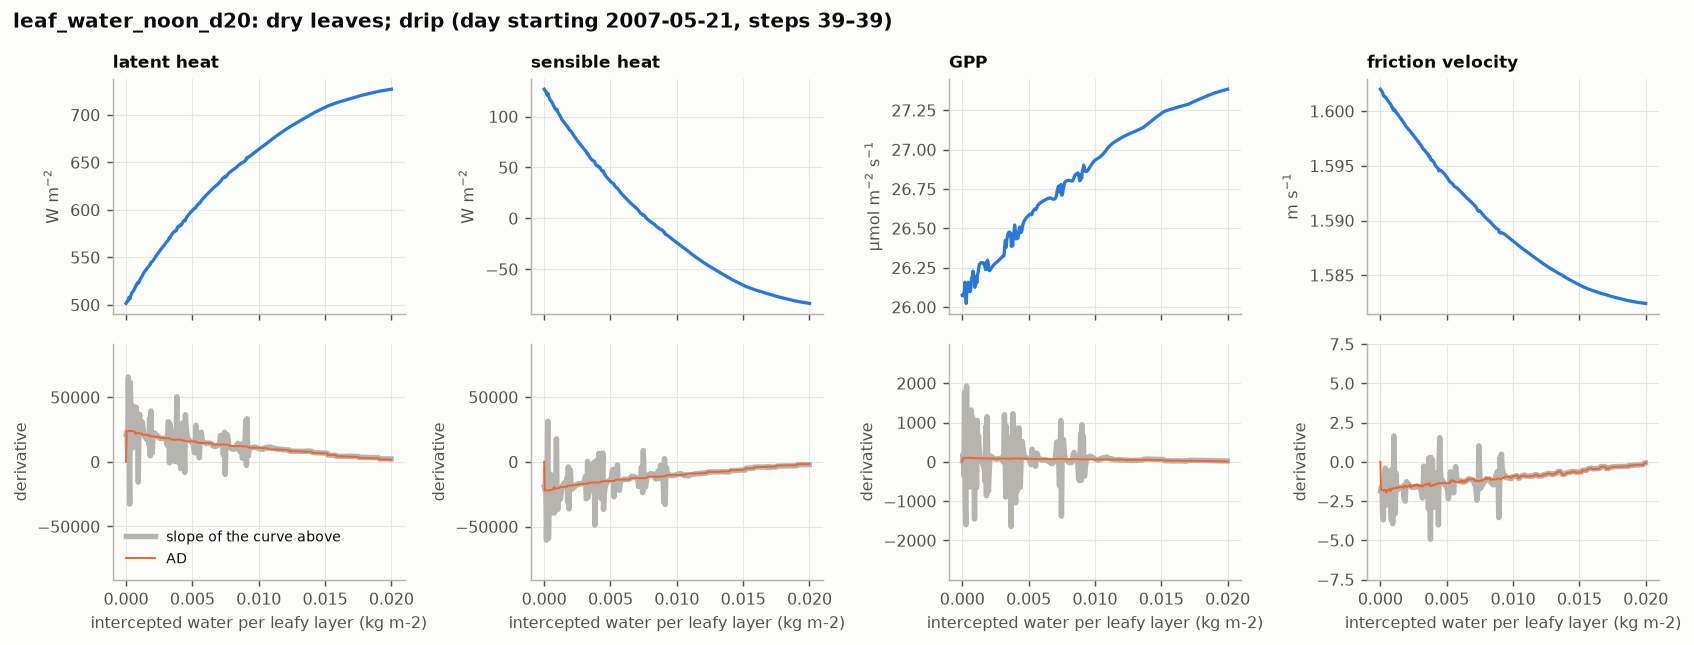 leaf_water_noon_d20: dry leaves; drip (day starting 2007-05-21, steps 39–39)
latent heat
sensible heat
GPP
friction velocity
W m⁻²
700
650
600
550
500
W m⁻²
100
50
0
−50
µmol m⁻² s⁻¹
27.25
27.00
26.75
26.50
26.25
26.00
m s⁻¹
1.600
1.595
1.590
1.585
derivative
50000
0
−50000
slope of the curve above
AD
0.000 0.005 0.010 0.015 0.020
intercepted water per leafy layer (kg m-2)
derivative
50000
0
−50000
0.000 0.005 0.010 0.015 0.020
intercepted water per leafy layer (kg m-2)
derivative
2000
1000
0
−1000
−2000
0.000 0.005 0.010 0.015 0.020
intercepted water per leafy layer (kg m-2)
derivative
7.5
5.0
2.5
0.0
−2.5
−5.0
−7.5
0.000 0.005 0.010 0.015 0.020
intercepted water per leafy layer (kg m-2)